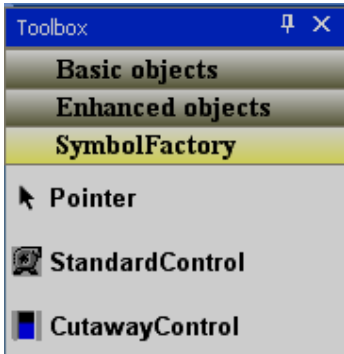 Toolbox
Basic objects
Enhanced objects
SymbolFactory
Pointer
StandardControl
CutawayControl